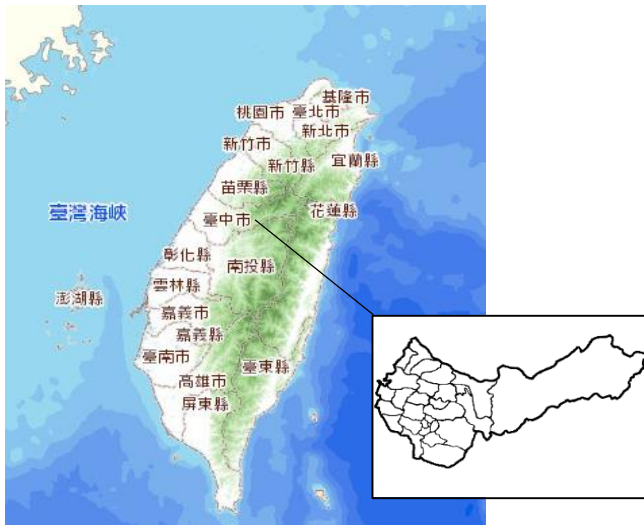 基隆市
桃園市
臺北市
新北市
新竹市
新竹縣
宜蘭縣
苗栗縣
臺灣海峽
臺中市
花蓮縣
彰化縣
南投縣
雲林縣
澎湖縣
嘉義市
嘉義縣
臺南市
臺東縣
高雄市
屏東縣